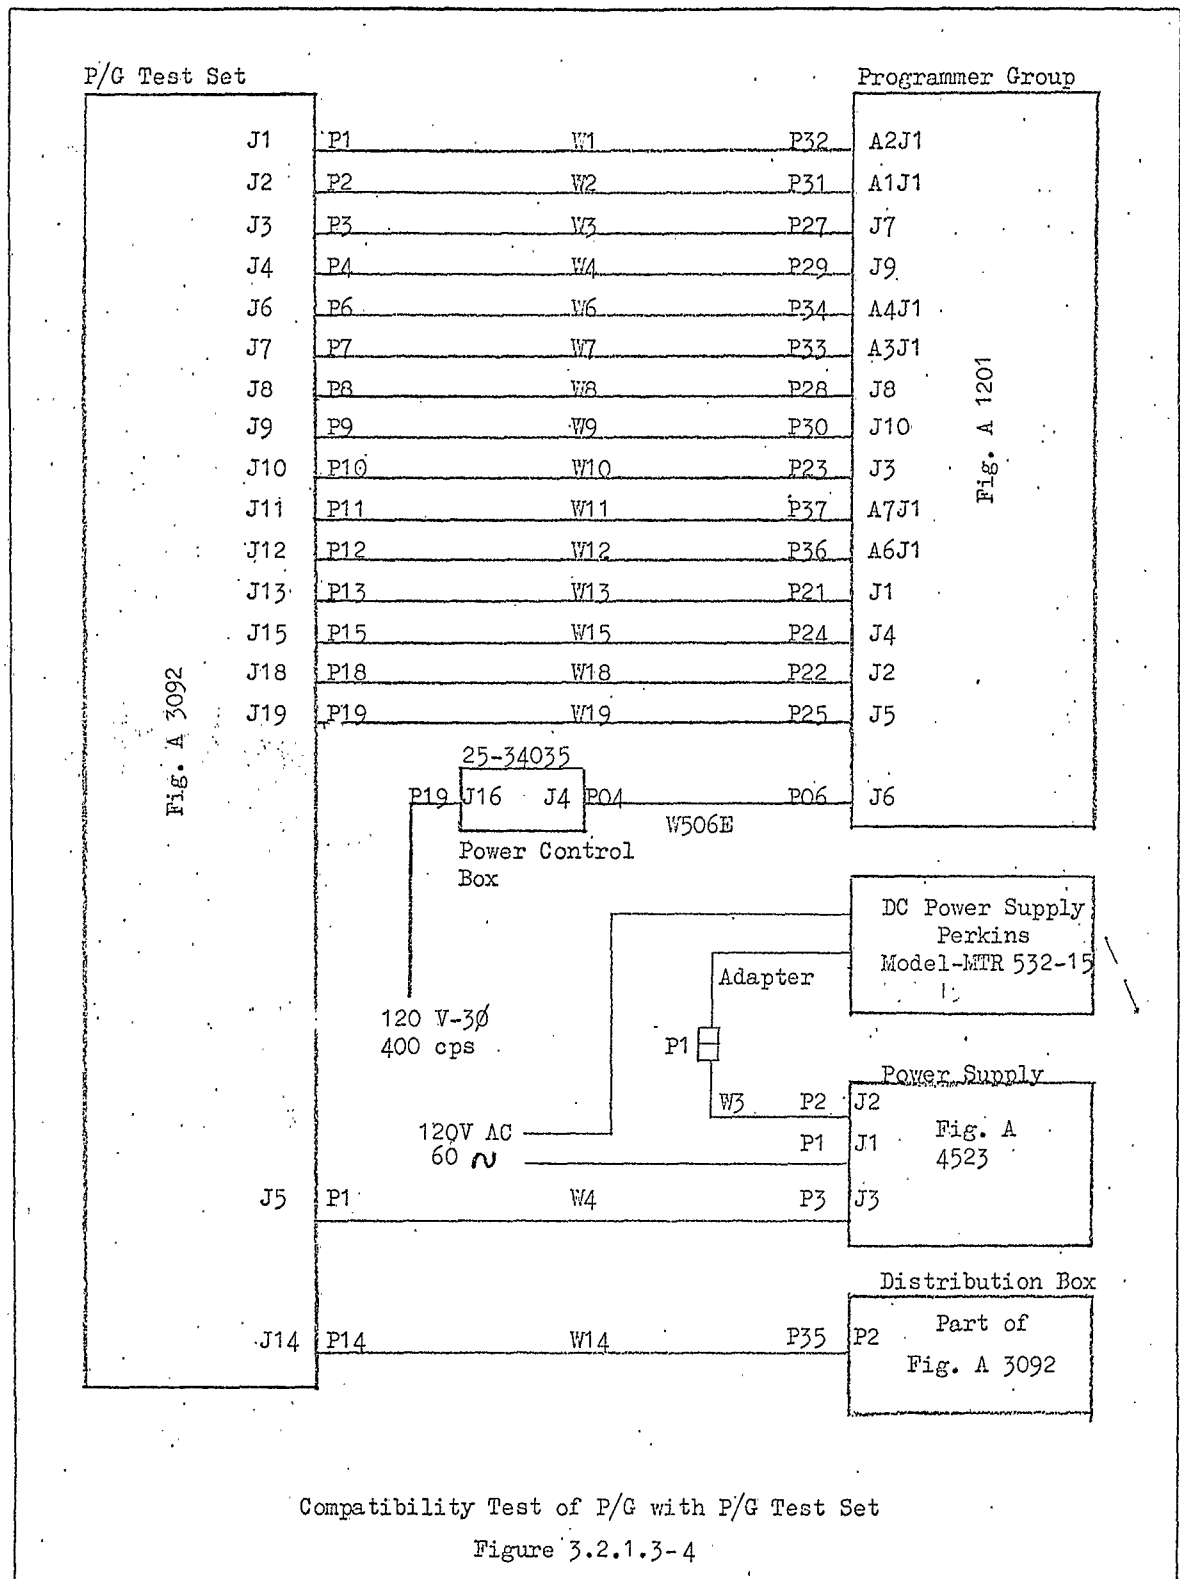 P/G Test Set Programmer Group
J1 P1 W1 P32 A2J1
J2 P2 W2 P31 A1J1
J3 P3 W3 P27 J7
J4 P4 W4 P29 J9
J6 P6 W6 P34 A4J1
J7 P7 W7 P33 A3J1
J8 P8 W8 P28 J8
J9 P9 W9 P30 J10
J10 P10 W10 P23 J3
J11 P11 W11 P37 A7J1
J12 P12 W12 P36 A6J1
J13 P13 W13 P21 J1
J15 P15 W15 P24 J4
J18 P18 W18 P22 J2
J19 P19 W19 P25 J5
Fig. A 3092
Fig. A 1201
25-34035
P19 J16 J4 P04 W506E P06 J6
Power Control
Box
120 V-3Ø
400 cps
DC Power Supply
Perkins
Model-MTR 532-15
Adapter
P1
Power Supply
W3 P2 J2
120V AC
60 ~
P1 J1
Fig. A
4523
J5 P1 W4 P3 J3
Distribution Box
J14 P14 W14 P35 P2
Part of
Fig. A 3092
Compatibility Test of P/G with P/G Test Set
Figure 3.2.1.3-4